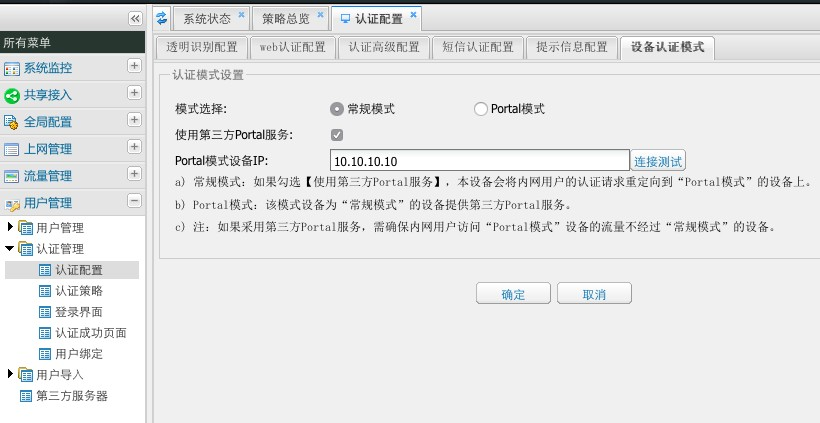 系统状态
策略总览
认证配置
所有菜单
系统监控
共享接入
全局配置
上网管理
流量管理
用户管理
用户管理
认证管理
认证配置
认证策略
登录界面
认证成功页面
用户绑定
用户导入
第三方服务器
透明识别配置
web认证配置
认证高级配置
短信认证配置
提示信息配置
设备认证模式
认证模式设置
模式选择: 常规模式 Portal模式
使用第三方Portal服务:
Portal模式设备IP: 10.10.10.10 连接测试
a) 常规模式：如果勾选【使用第三方Portal服务】，本设备会将内网用户的认证请求重定向到“Portal模式”的设备上。
b) Portal模式：该模式设备为“常规模式”的设备提供第三方Portal服务。
c) 注：如果采用第三方Portal服务，需确保内网用户访问“Portal模式”设备的流量不经过“常规模式”的设备。
确定 取消